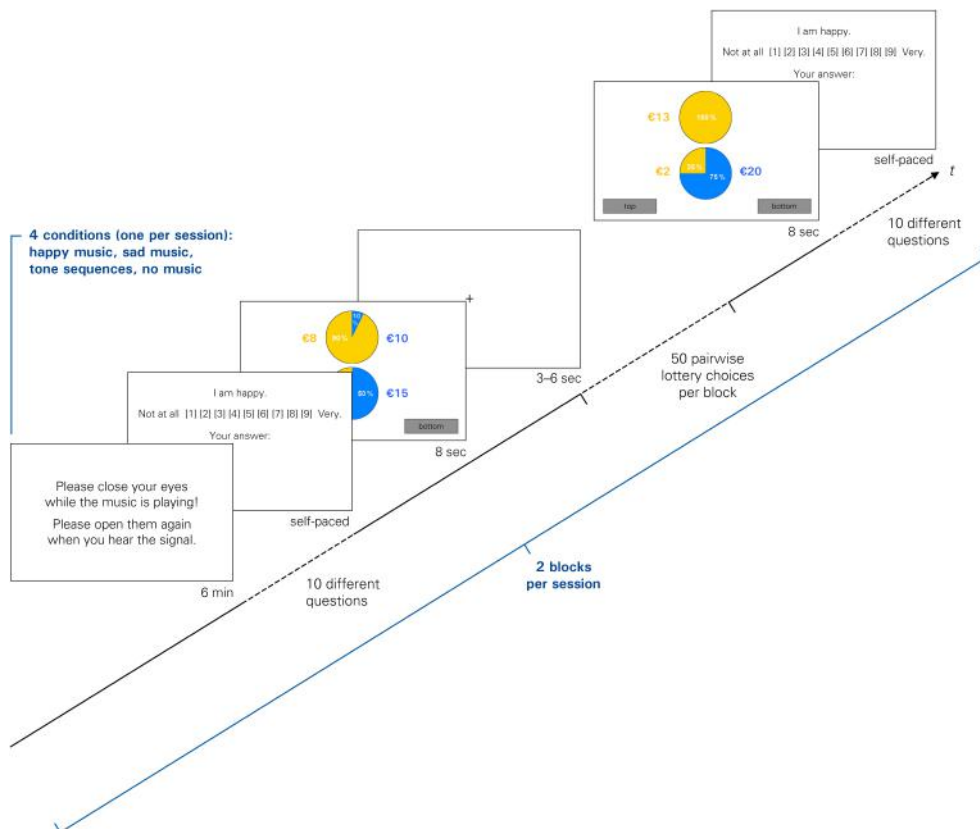 I am happy.
Not at all |1| |2| |3| |4| |5| |6| |7| |8| |9| Very.
Your answer:
self-paced
€13
100%
€2
25%
75%
€20
top
bottom
8 sec
t
10 different
questions
4 conditions (one per session):
happy music, sad music,
tone sequences, no music
+
3–6 sec
10
%
€8
90%
€10
50%
€15
bottom
8 sec
50 pairwise
lottery choices
per block
I am happy.
Not at all |1| |2| |3| |4| |5| |6| |7| |8| |9| Very.
Your answer:
self-paced
Please close your eyes
while the music is playing!
Please open them again
when you hear the signal.
6 min
10 different
questions
2 blocks
per session